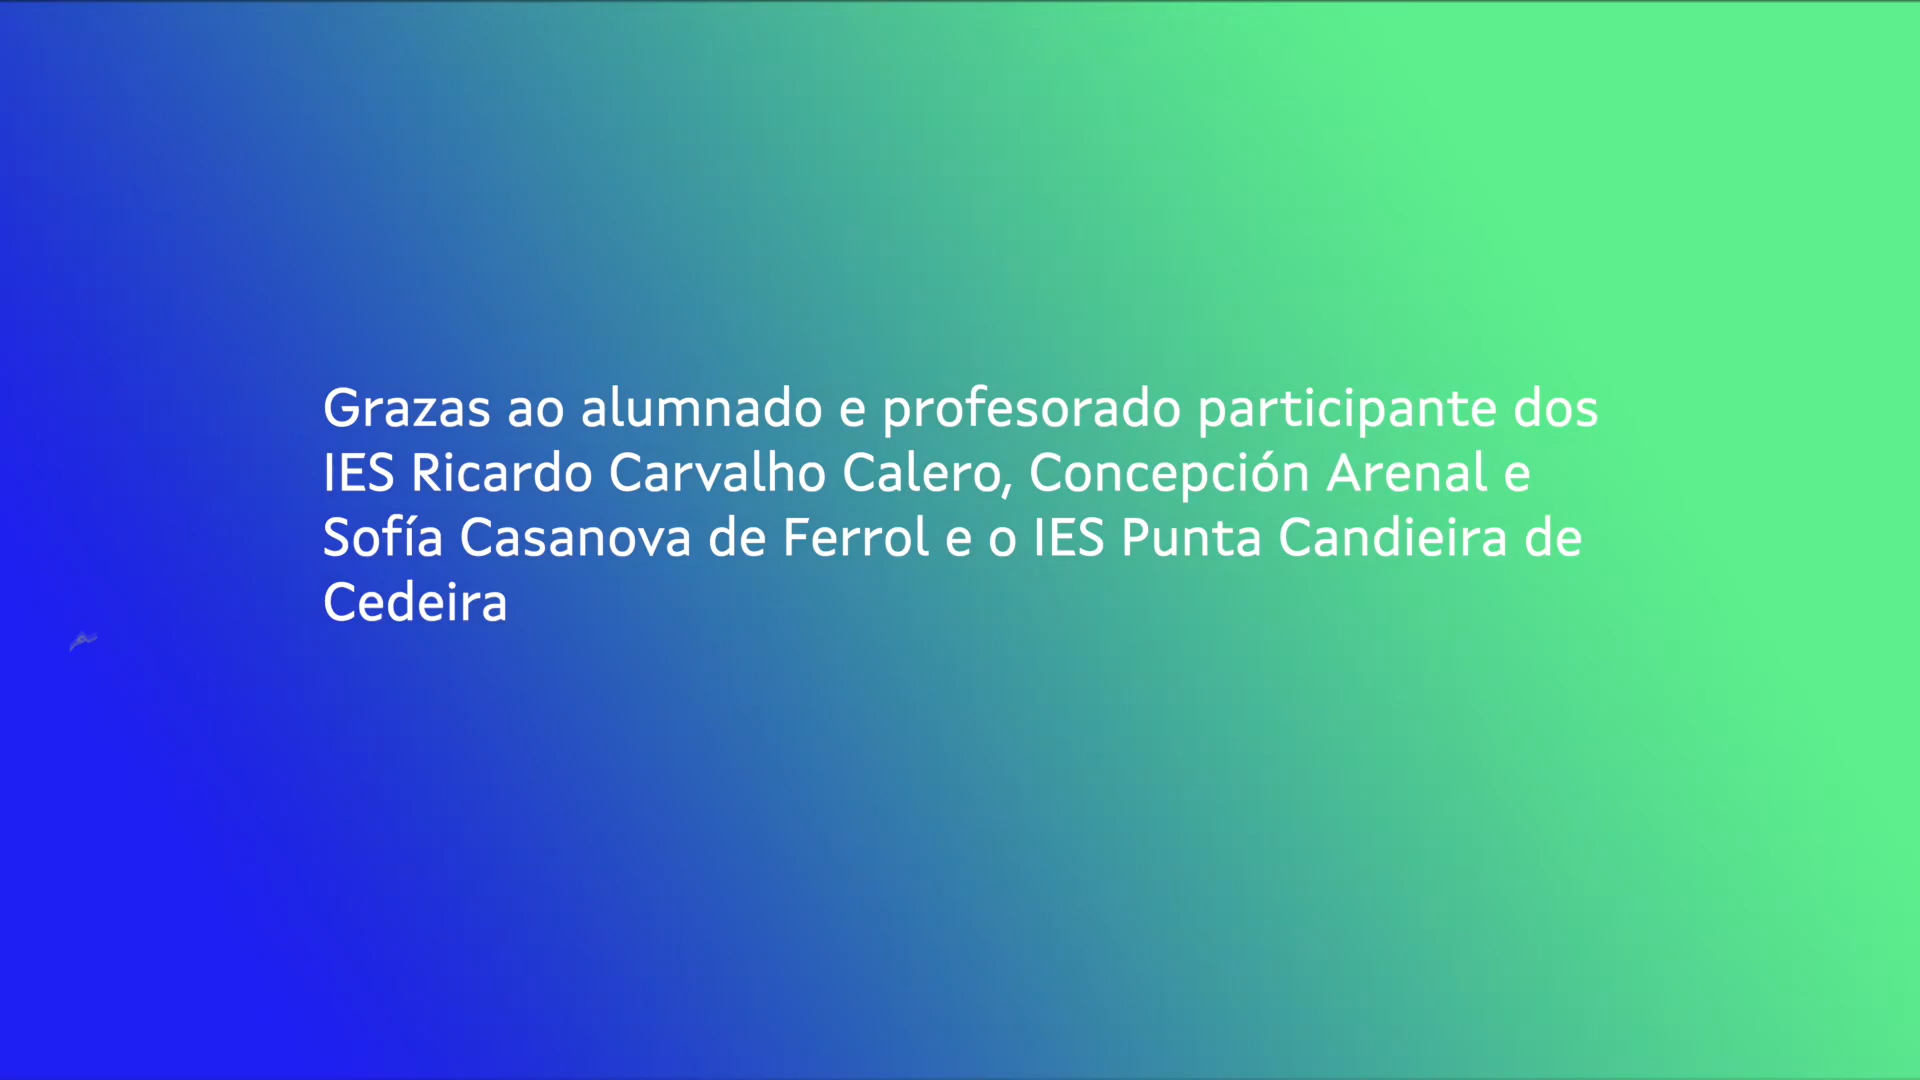 Grazas ao alumnado e profesorado participante dos
IES Ricardo Carvalho Calero, Concepción Arenal e
Sofía Casanova de Ferrol e o IES Punta Candieira de
Cedeira